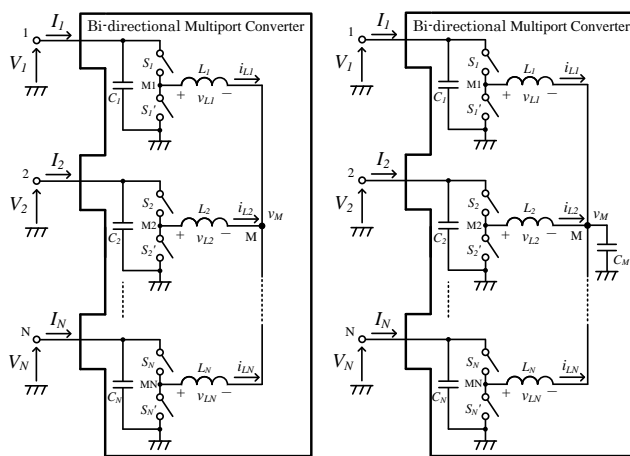 Bi-directional Multiport Converter
1
I1
V1
C1
S1
M1
S1'
L1
iL1
+ vL1 −
2
I2
V2
C2
S2
M2
S2'
L2
iL2
+ vL2 −
vM
M
N
IN
VN
CN
SN
MN
SN'
LN
iLN
+ vLN −
Bi-directional Multiport Converter
1
I1
V1
C1
S1
M1
S1'
L1
iL1
+ vL1 −
2
I2
V2
C2
S2
M2
S2'
L2
iL2
+ vL2 −
vM
M
CM
N
IN
VN
CN
SN
MN
SN'
LN
iLN
+ vLN −